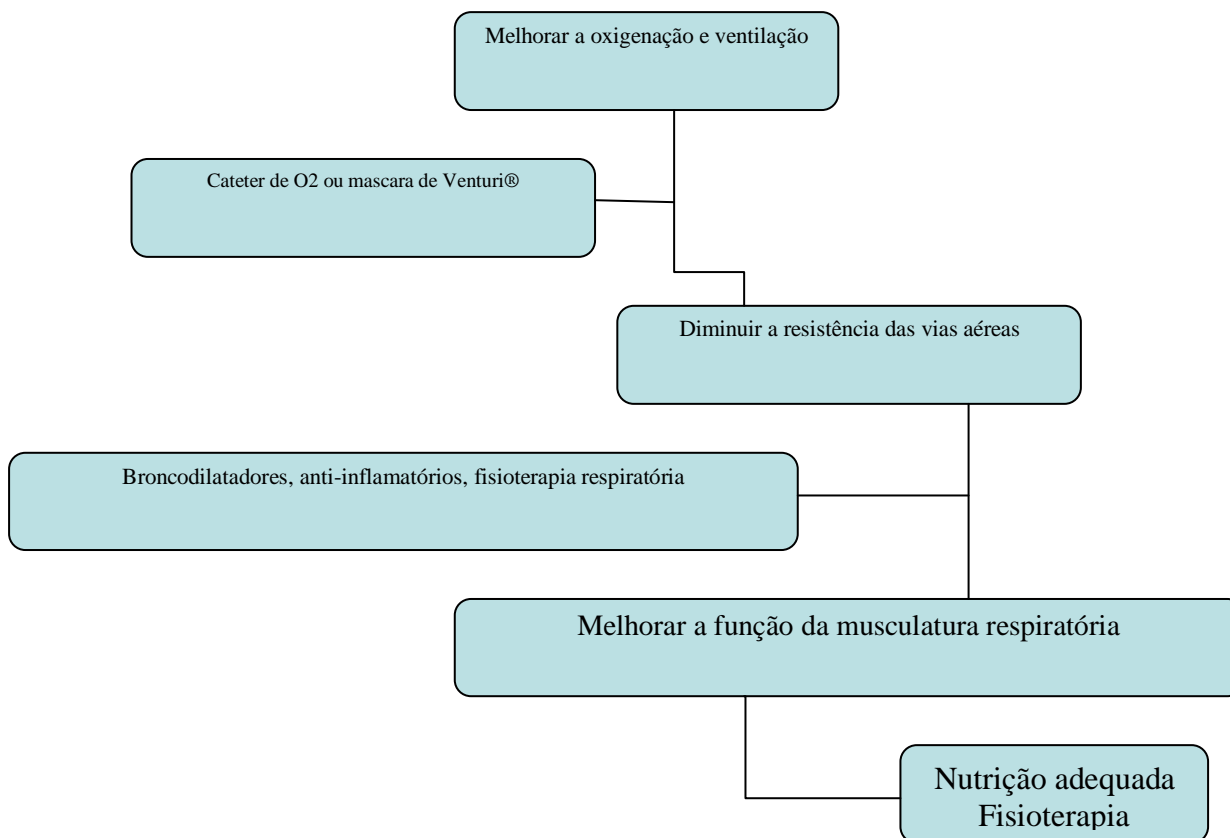 Melhorar a oxigenação e ventilação
Cateter de O2 ou mascara de Venturi®
Diminuir a resistência das vias aéreas
Broncodilatadores, anti-inflamatórios, fisioterapia respiratória
Melhorar a função da musculatura respiratória
Nutrição adequada
Fisioterapia